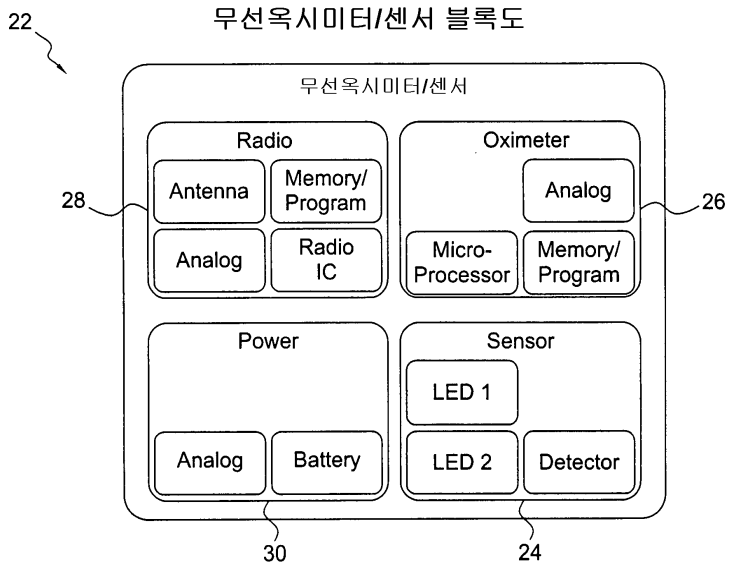 무선옥시미터/센서 블록도
22
무선옥시미터/센서
Radio
Antenna
Memory/
Program
Analog
Radio
IC
28
Oximeter
Analog
Micro-
Processor
Memory/
Program
26
Power
Analog
Battery
30
Sensor
LED 1
LED 2
Detector
24